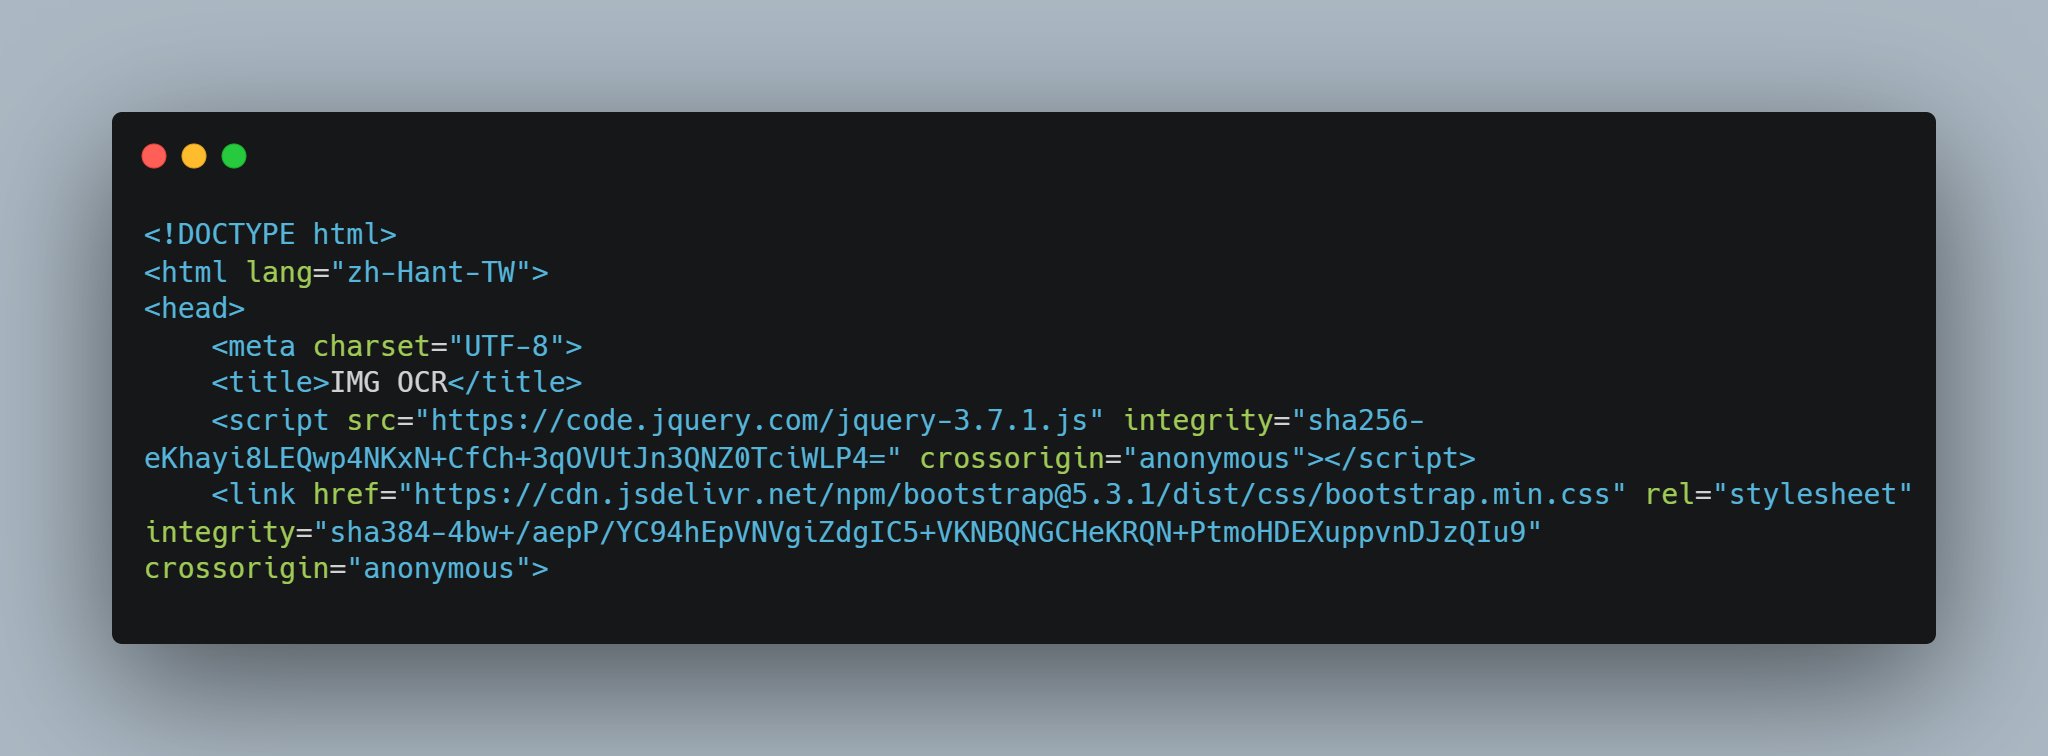 <!DOCTYPE html>
<html lang="zh-Hant-TW">
<head>
    <meta charset="UTF-8">
    <title>IMG OCR</title>
    <script src="https://code.jquery.com/jquery-3.7.1.js" integrity="sha256-
eKhayi8LEQwp4NKxN+CfCh+3qOVUtJn3QNZ0TciWLP4=" crossorigin="anonymous"></script>
    <link href="https://cdn.jsdelivr.net/npm/bootstrap@5.3.1/dist/css/bootstrap.min.css" rel="stylesheet"
integrity="sha384-4bw+/aepP/YC94hEpVNVgiZdgIC5+VKNBQNGCHeKRQN+PtmoHDEXuppvnDJzQIu9"
crossorigin="anonymous">